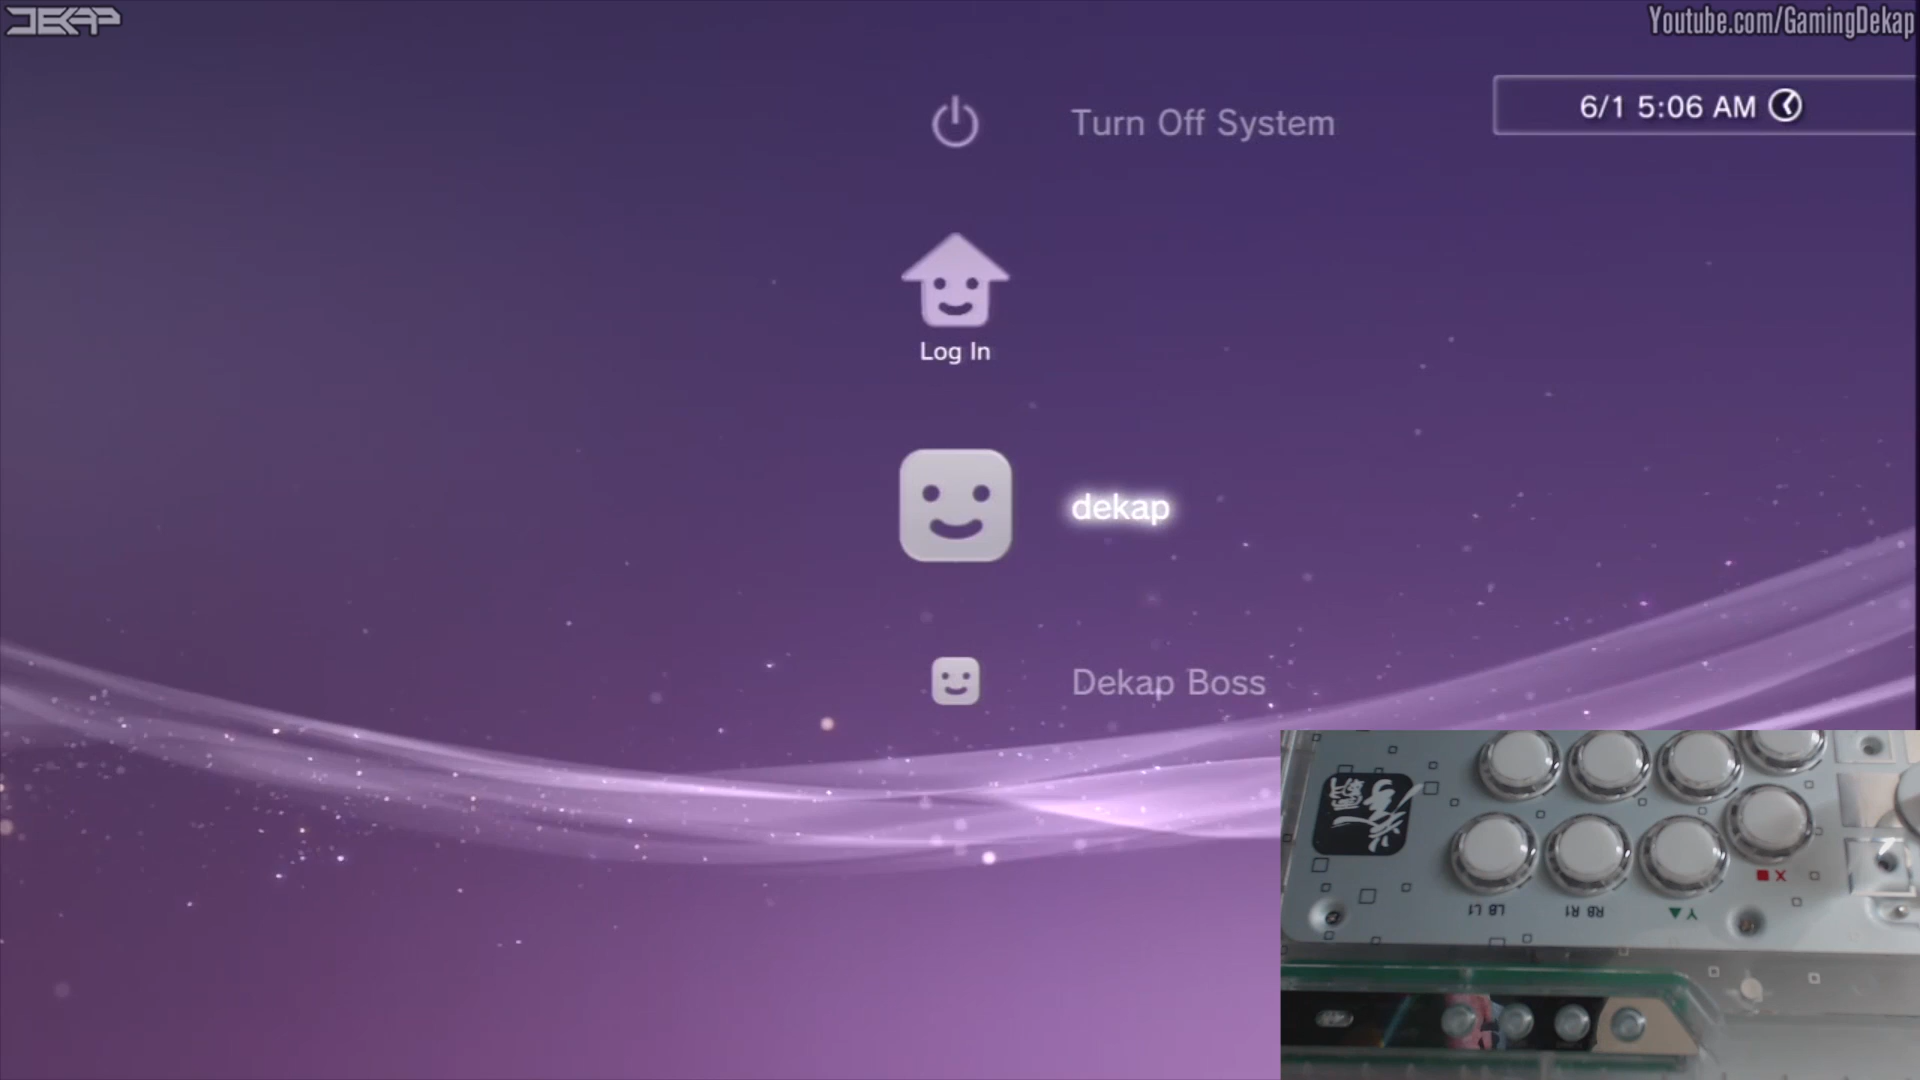 DEKAP
Youtube.com/GamingDekap
Turn Off System
6/1 5:06 AM
Log In
dekap
Dekap Boss
X
LB L1
RB R1
Y